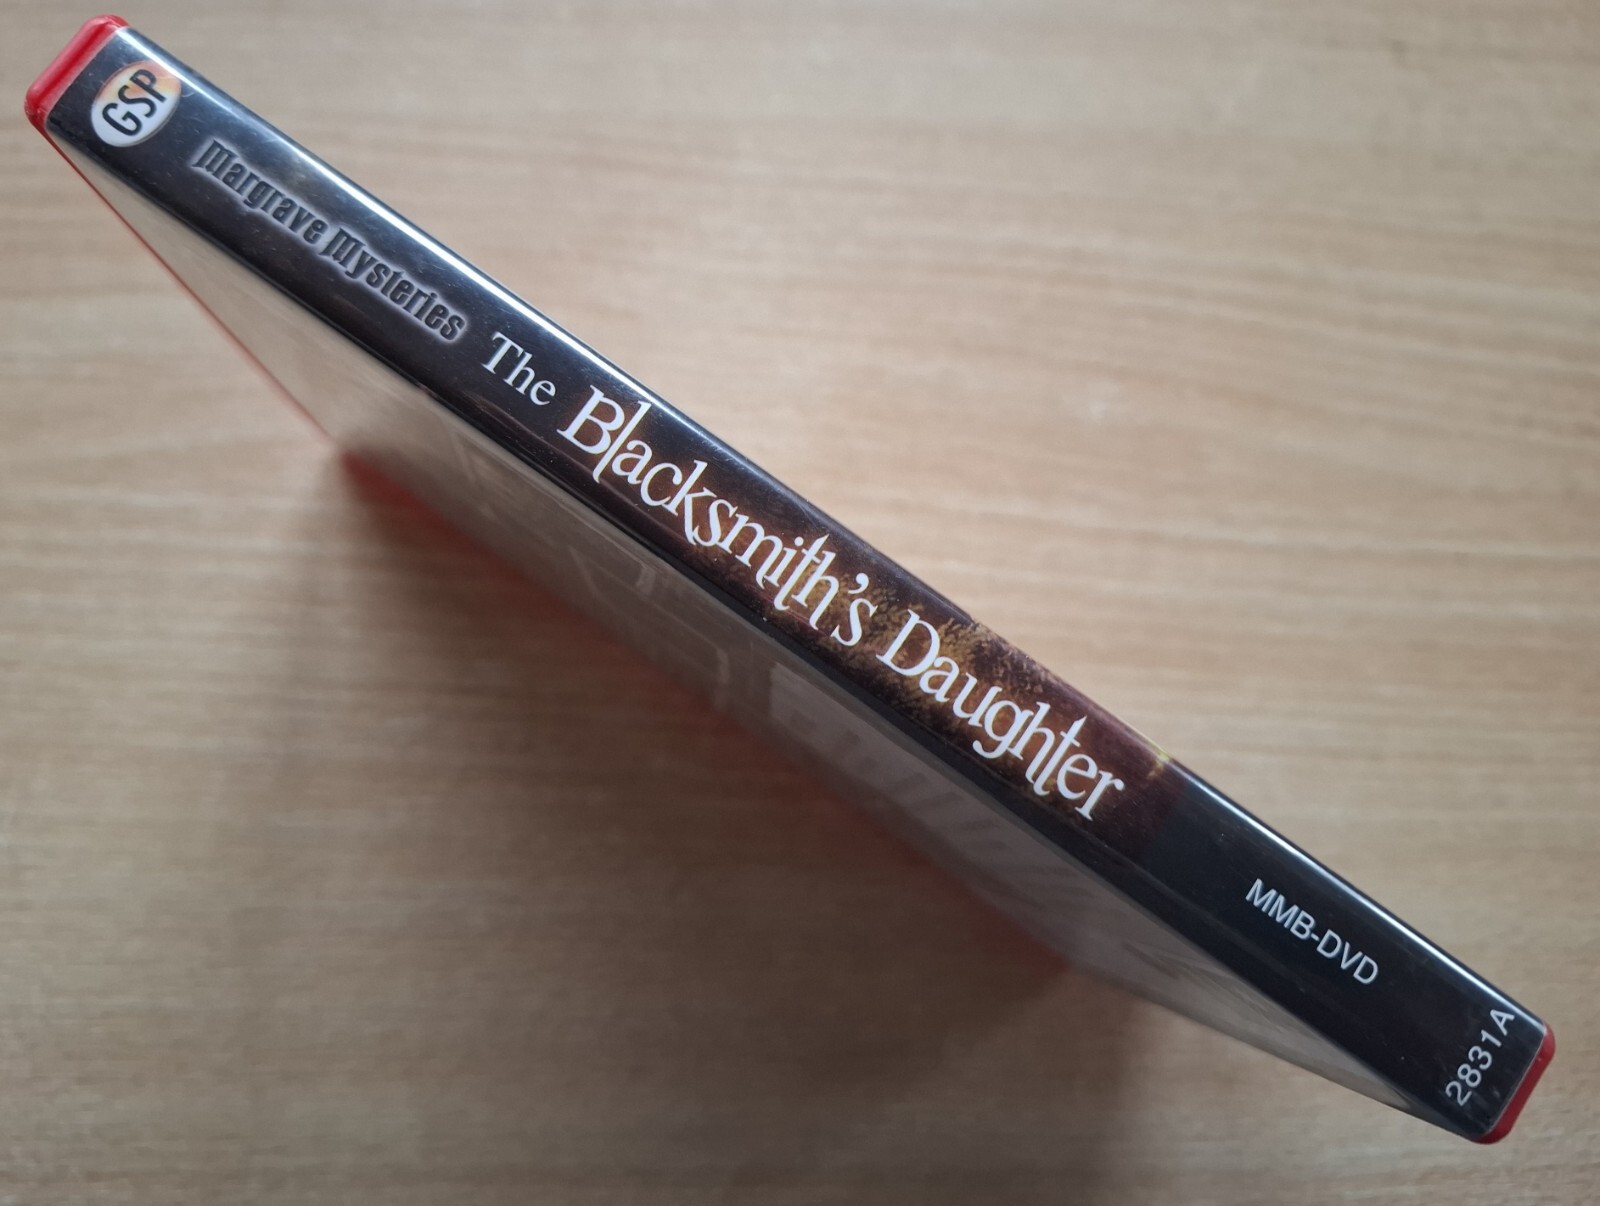 GSP
Margrave Mysteries
The Blacksmith's Daughter
MMB-DVD
2831A